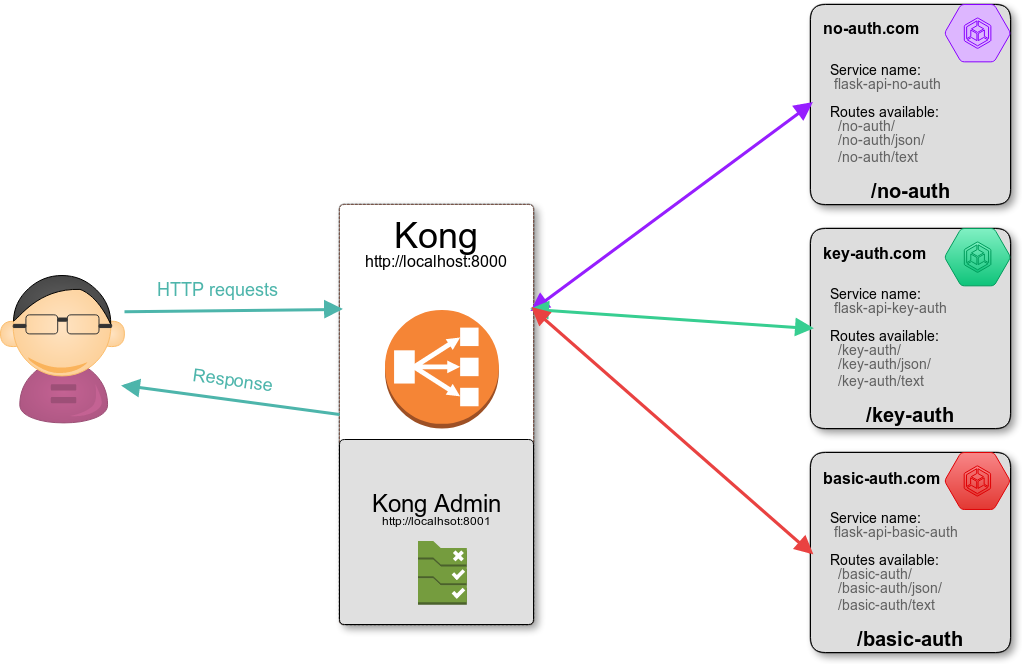 HTTP requests
Response
Kong
http://localhost:8000
Kong Admin
http://localhsot:8001
no-auth.com
Service name:
flask-api-no-auth
Routes available:
/no-auth/
/no-auth/json/
/no-auth/text
/no-auth
key-auth.com
Service name:
flask-api-key-auth
Routes available:
/key-auth/
/key-auth/json/
/key-auth/text
/key-auth
basic-auth.com
Service name:
flask-api-basic-auth
Routes available:
/basic-auth/
/basic-auth/json/
/basic-auth/text
/basic-auth